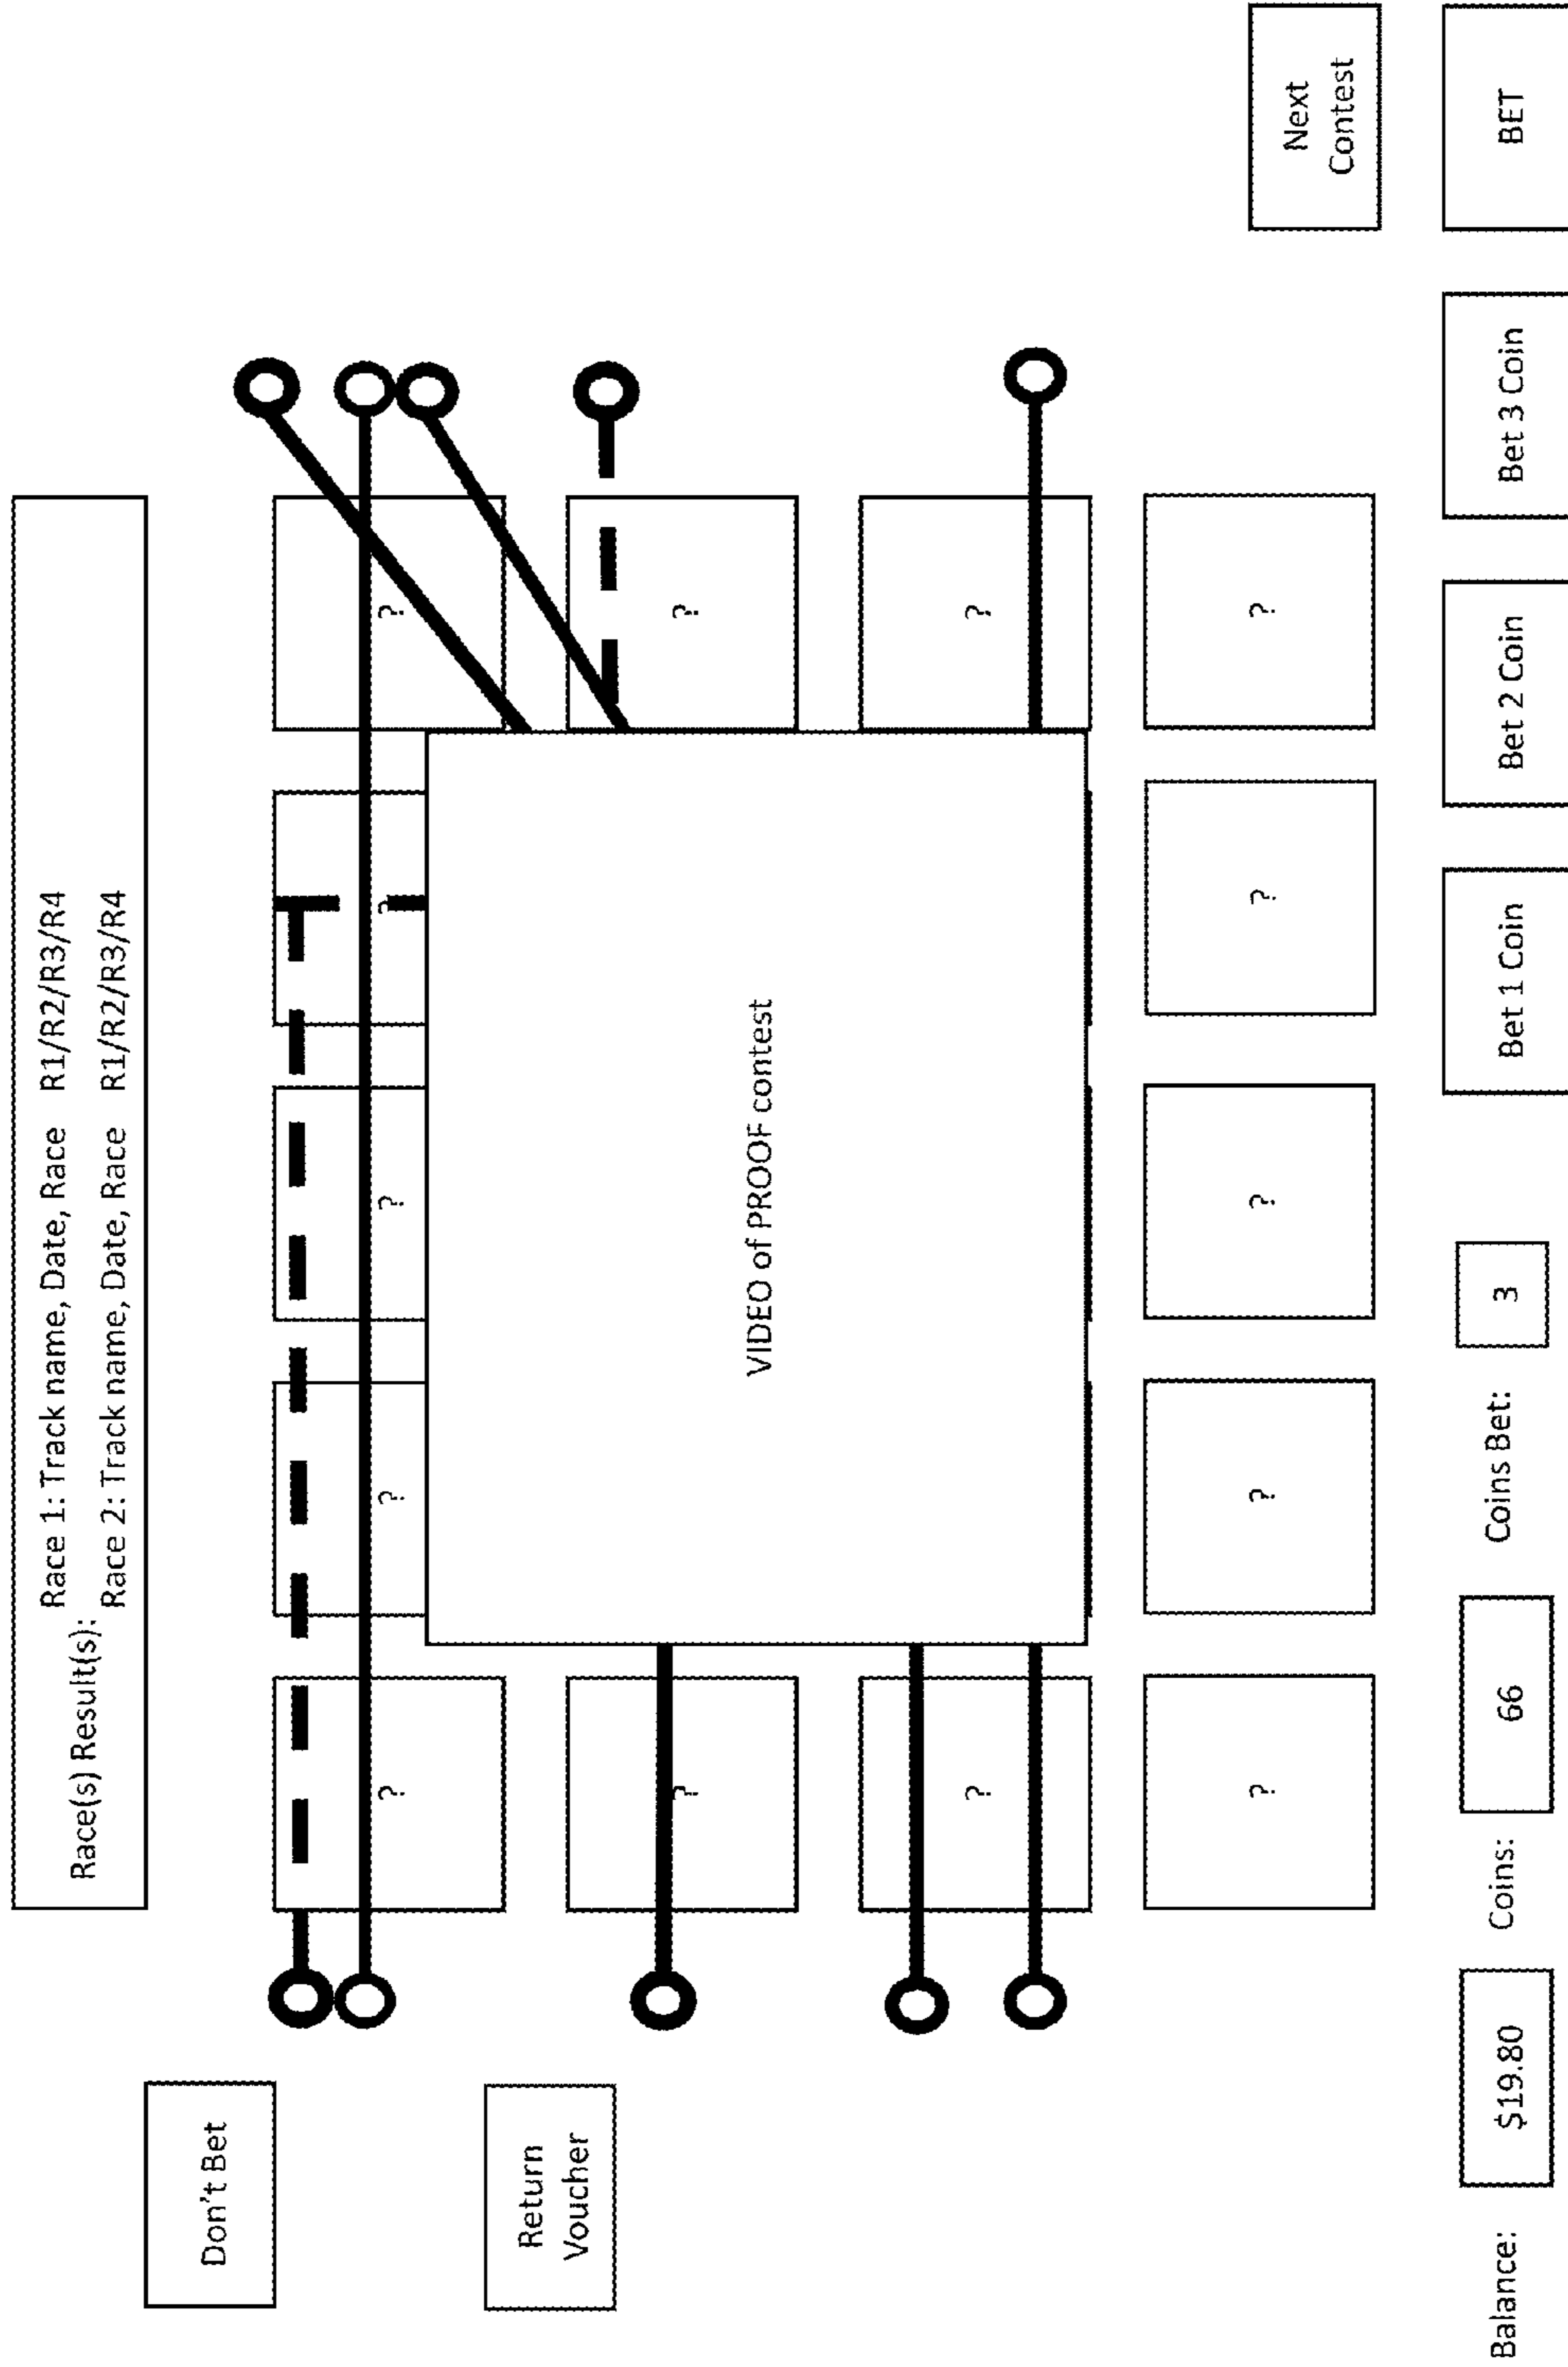 Race 1: Track name, Date, Race R1/R2/R3/R4
Race(s) Result(s):
Race 2: Track name, Date, Race R1/R2/R3/R4
Don't Bet
? ? ? ? ?
Return
Voucher
? ?
VIDEO of PROOF contest
? ?
? ? ? ? ?
Next
Contest
Balance: $19.80 Coins: 66 Coins Bet: 3 Bet 1 Coin Bet 2 Coin Bet 3 Coin BET